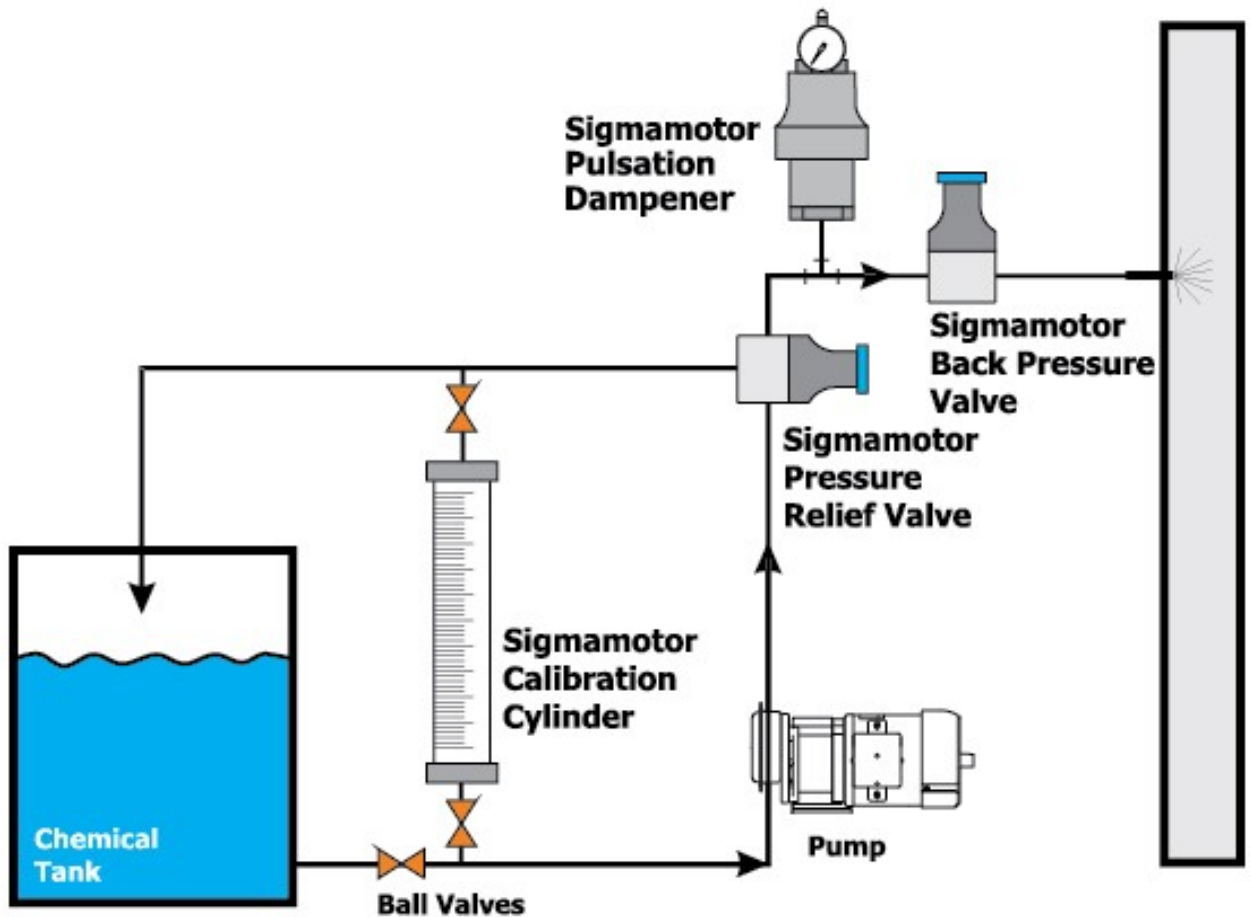 Sigmamotor
Pulsation
Dampener
Sigmamotor
Back Pressure
Valve
Sigmamotor
Pressure
Relief Valve
Sigmamotor
Calibration
Cylinder
Chemical
Tank
Pump
Ball Valves